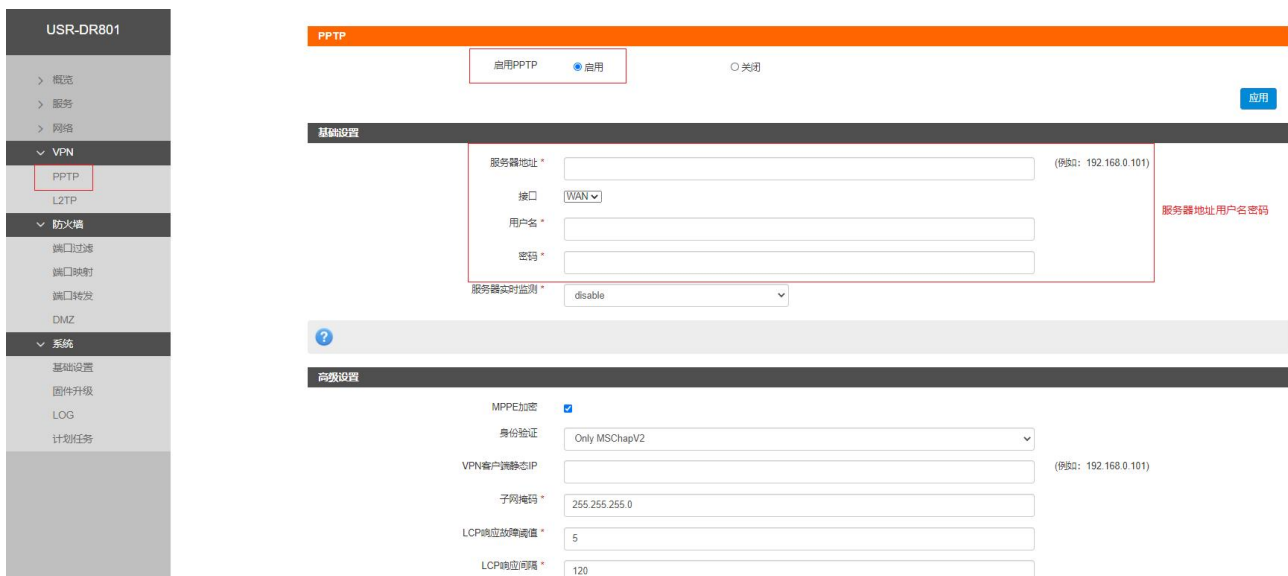 USR-DR801
> 概览
> 服务
> 网络
VPN
PPTP
L2TP
防火墙
端口过滤
端口映射
端口转发
DMZ
系统
基础设置
固件升级
LOG
计划任务
PPTP
启用PPTP 启用 关闭
应用
基础设置
服务器地址 * (例如：192.168.0.101)
接口 WAN
服务器地址用户名密码
用户名 *
密码 *
服务器实时监测 * disable
?
高级设置
MPPE加密
身份验证 Only MSChapV2
VPN客户端静态IP (例如：192.168.0.101)
子网掩码 * 255.255.255.0
LCP响应故障阈值 * 5
LCP响应间隔 * 120